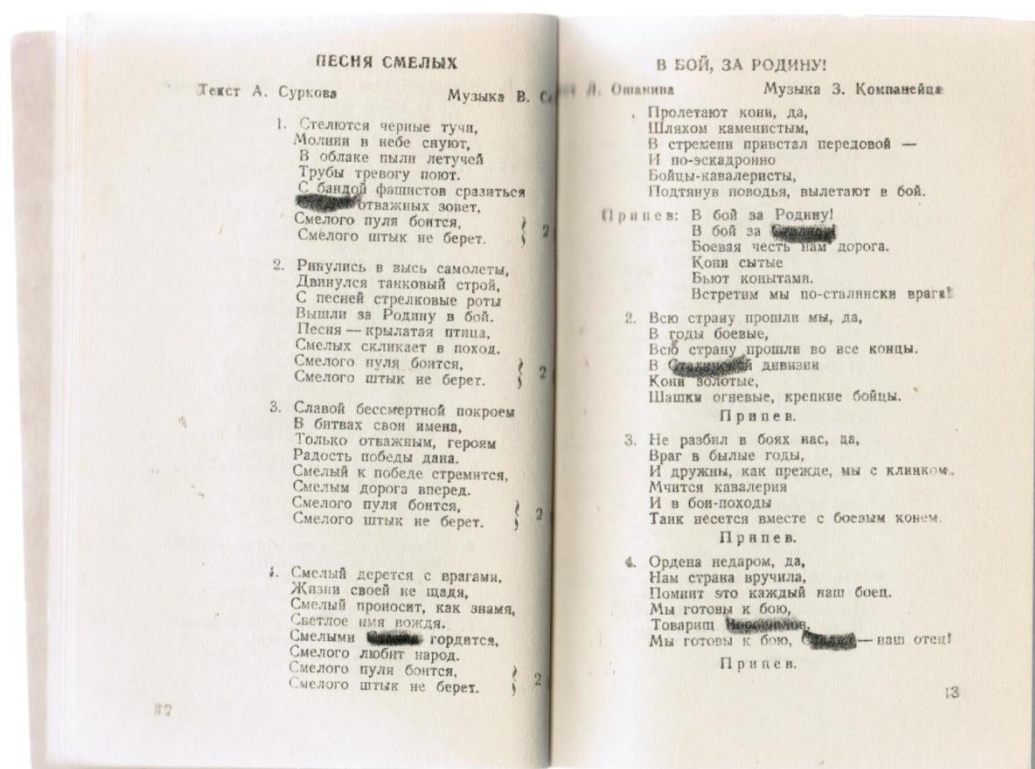 ПЕСНЯ СМЕЛЫХ
Текст А. Суркова Музыка В.
1. Стелются черные тучи,
Молнии в небе снуют,
В облаке пыли летучей
Трубы тревогу поют.
С бандой фашистов сразиться
отважных зовет.
Смелого пуля боится,
Смелого штык не берет. } 2
2. Ринулись в высь самолеты,
Двинулся танковый строй,
С песней стрелковые роты
Вышли за Родину в бой.
Песня — крылатая птица,
Смелых скликает в поход.
Смелого пуля боится,
Смелого штык не берет. } 2
3. Славой бессмертной покроем
В битвах свои имена,
Только отважным, героям
Радость победы дана.
Смелый к победе стремится,
Смелым дорога вперед.
Смелого пуля боится,
Смелого штык не берет. } 2
4. Смелый дерется с врагами,
Жизни своей не щадя,
Смелый проносит, как знамя,
Светлое имя вождя.
Смелыми гордится,
Смелого любит народ.
Смелого пуля боится,
Смелого штык не берет. } 2
В БОЙ, ЗА РОДИНУ!
Л. Ошанина Музыка З. Компанейца
Пролетают кони, да,
Шляхом каменистым,
В стремени привстал передовой —
И по-эскадронно
Бойцы-кавалеристы,
Подтянув поводья, вылетают в бой.
Припев: В бой за Родину!
В бой за
Боевая честь нам дорога.
Кони сытые
Бьют копытами.
Встретим мы по-сталински врага!
2. Всю страну прошли мы, да,
В годы боевые,
Всю страну прошли во все концы.
В Сталинской дивизии
Кони золотые,
Шашки огневые, крепкие бойцы.
Припев.
3. Не разбил в боях нас, да,
Враг в былые годы,
И дружны, как прежде, мы с клинком.
Мчится кавалерия
И в бои-походы
Танк несется вместе с боевым конем.
Припев.
4. Ордена недаром, да,
Нам страна вручила,
Помнит это каждый наш боец.
Мы готовы к бою,
Товарищ Ворошилов,
Мы готовы к бою, — наш отец!
Припев.
13